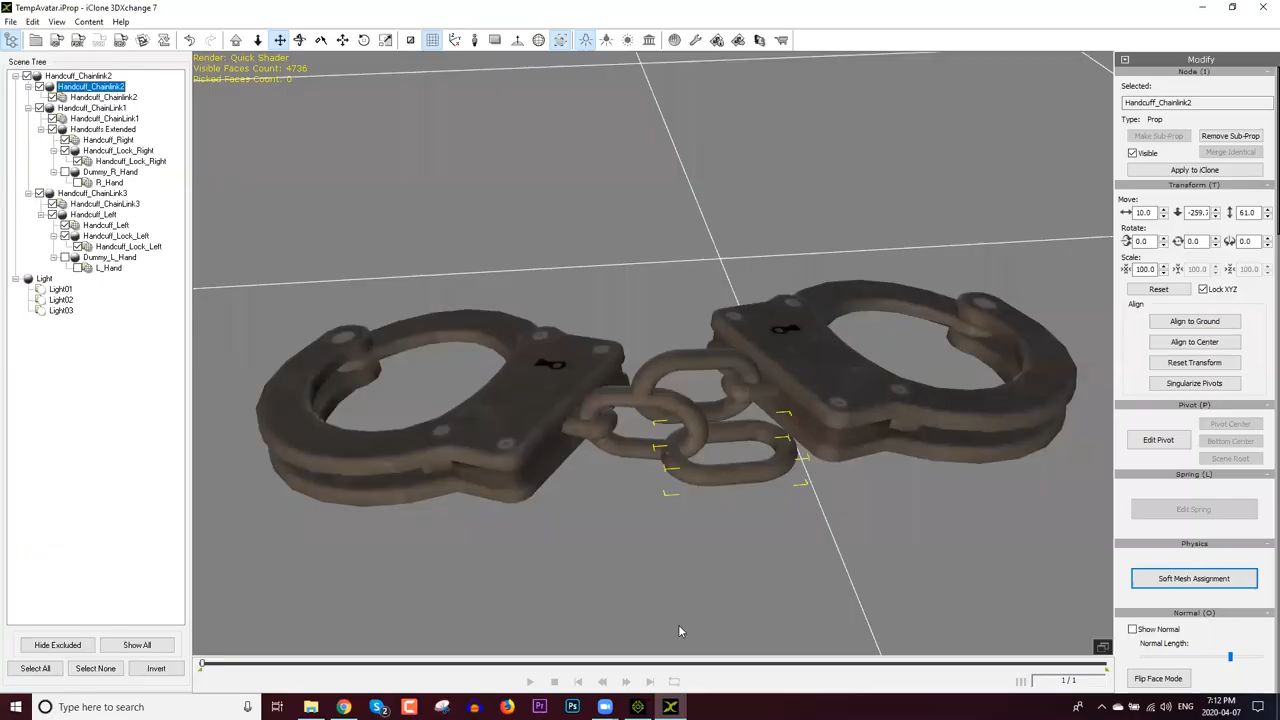 TempAvatar.iProp - iClone 3DXchange 7
File Edit View Content Help
Scene Tree
Handcuff_Chainlink2
Handcuff_Chainlink2
Handcuff_Chainlink2
Handcuff_ChainLink1
Handcuff_ChainLink1
Handcuffs Extended
Handcuff_Right
Handcuff_Lock_Right
Handcuff_Lock_Right
Dummy_R_Hand
R_Hand
Handcuff_ChainLink3
Handcuff_ChainLink3
Handcuff_Left
Handcuff_Left
Handcuff_Lock_Left
Handcuff_Lock_Left
Dummy_L_Hand
L_Hand
Light
Light01
Light02
Light03
Hide Excluded Show All
Select All Select None Invert
Render: Quick Shader
Visible Faces Count: 4736
Picked Faces Count: 0
1 / 1
Modify
Node (I)
Selected:
Handcuff_Chainlink2
Type: Prop
Make Sub-Prop Remove Sub-Prop
Visible Merge Identical
Apply to iClone
Transform (T)
Move:
10.0 -259. 61.0
Rotate:
0.0 0.0 0.0
Scale:
100.0 100.0 100.0
Reset Lock XYZ
Align
Align to Ground
Align to Center
Reset Transform
Singularize Pivots
Pivot (P)
Pivot Center
Edit Pivot Bottom Center
Scene Root
Spring (L)
Edit Spring
Physics
Soft Mesh Assignment
Normal (O)
Show Normal
Normal Length:
Flip Face Mode
Type here to search
ENG
7:12 PM
2020-04-07